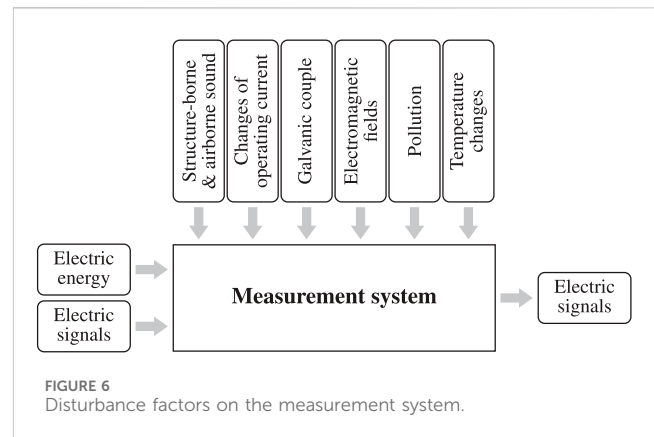 Structure-borne
& airborne sound
Changes of
operating current
Galvanic couple
Electromagnetic
fields
Pollution
Temperature
changes
Electric
energy
Electric
signals
Measurement system
Electric
signals
FIGURE 6
Disturbance factors on the measurement system.